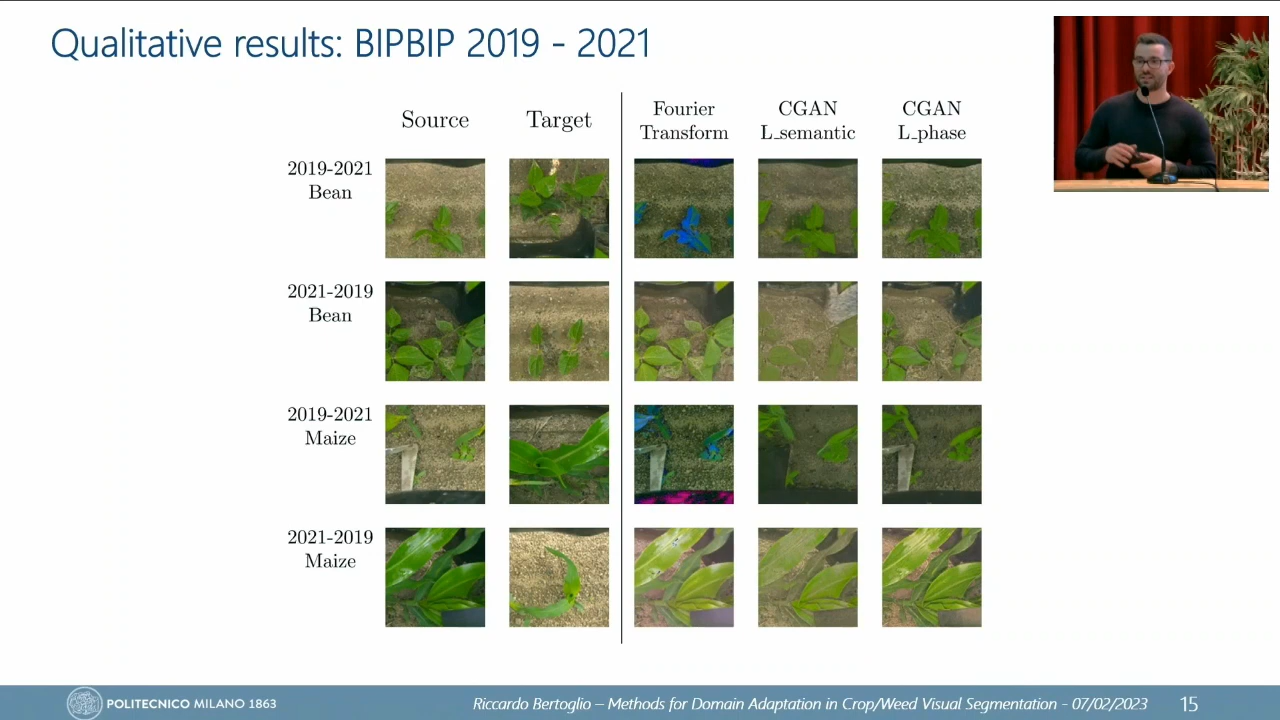 Qualitative results: BIPBIP 2019 - 2021
Source
Target
Fourier
Transform
CGAN
L_semantic
CGAN
L_phase
2019-2021
Bean
2021-2019
Bean
2019-2021
Maize
2021-2019
Maize
POLITECNICO MILANO 1863
Riccardo Bertoglio – Methods for Domain Adaptation in Crop/Weed Visual Segmentation - 07/02/2023
15